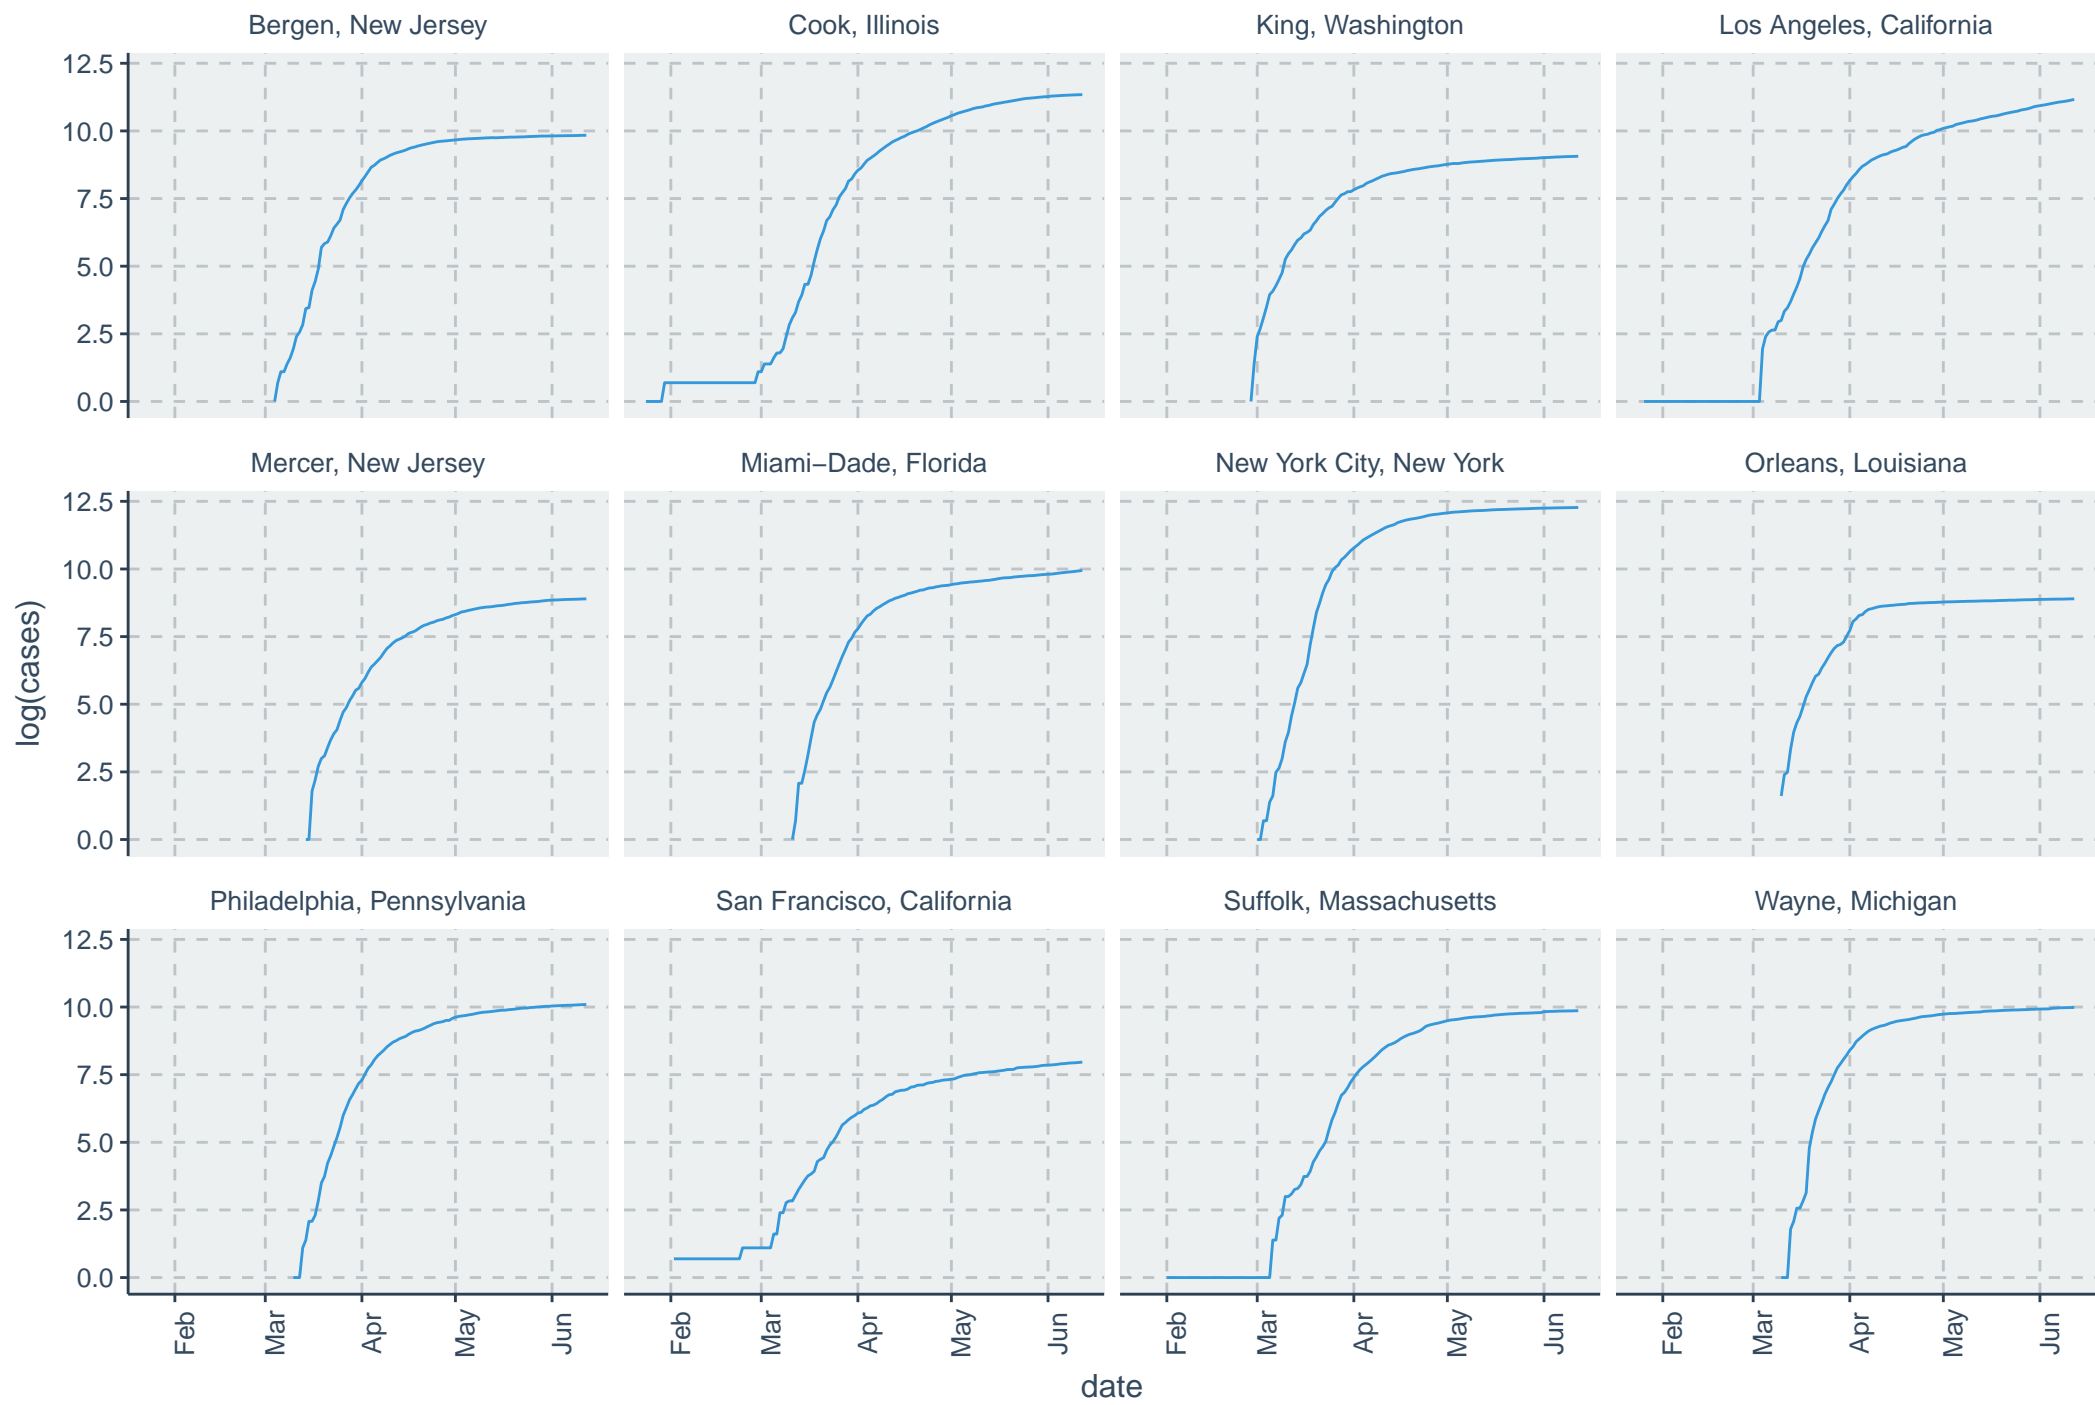 Bergen, New Jersey
Cook, Illinois
King, Washington
Los Angeles, California
12.5
10.0
7.5
5.0
2.5
0.0
Mercer, New Jersey
Miami−Dade, Florida
New York City, New York
Orleans, Louisiana
12.5
10.0
7.5
5.0
2.5
0.0
log(cases)
Philadelphia, Pennsylvania
San Francisco, California
Suffolk, Massachusetts
Wayne, Michigan
12.5
10.0
7.5
5.0
2.5
0.0
Feb Mar Apr May Jun
Feb Mar Apr May Jun
Feb Mar Apr May Jun
Feb Mar Apr May Jun
date